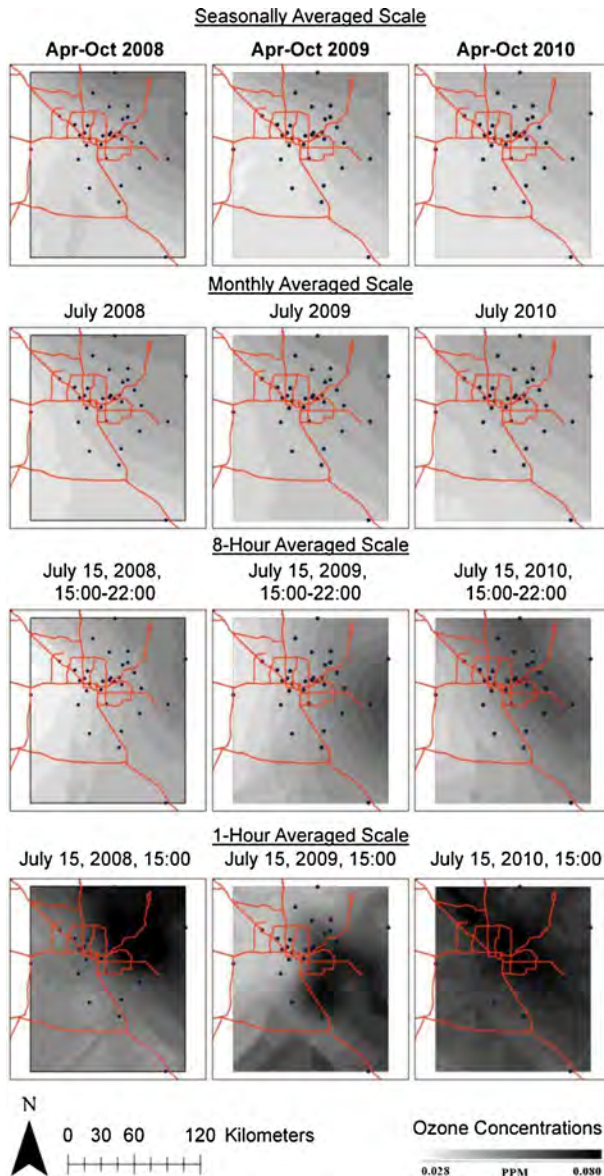 Seasonally Averaged Scale
Apr-Oct 2008 Apr-Oct 2009 Apr-Oct 2010
Monthly Averaged Scale
July 2008 July 2009 July 2010
8-Hour Averaged Scale
July 15, 2008, July 15, 2009, July 15, 2010,
15:00-22:00 15:00-22:00 15:00-22:00
1-Hour Averaged Scale
July 15, 2008, 15:00 July 15, 2009, 15:00 July 15, 2010, 15:00
N
0 30 60 120 Kilometers
Ozone Concentrations
0.028 PPM 0.080